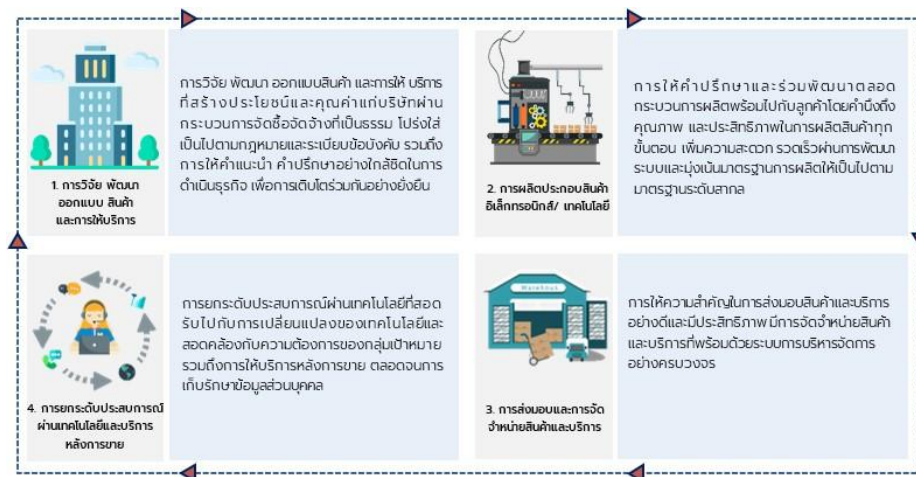 การวิจัย พัฒนา ออกแบบสินค้า และการให้ บริการ
ที่สร้างประโยชน์และคุณค่าแก่บริษัทผ่าน
กระบวนการจัดซื้อจัดจ้างที่เป็นธรรม โปร่งใส่
เป็นไปตามกฎหมายและระเบียบข้อบังคับ รวมถึง
การให้คำแนะนำ คำปรึกษาอย่างใกล้ชิดในการ
ดำเนินธุรกิจ เพื่อการเติบโตร่วมกันอย่างยั่งยืน
1. การวิจัย พัฒนา
ออกแบบ สินค้า
และการให้บริการ
การให้คำปรึกษาและร่วมพัฒนาตลอด
กระบวนการผลิตพร้อมไปกับลูกค้าโดยคำนึงถึง
คุณภาพ และประสิทธิภาพในการผลิตสินค้าทุก
ขั้นตอน เพิ่มความสะดวก รวดเร็วผ่านการพัฒนา
ระบบและมุ่งเน้นมาตรฐานการผลิตให้เป็นไปตาม
มาตรฐานระดับสากล
2. การผลิตประกอบสินค้า
อิเล็กทรอนิกส์/ เทคโนโลยี
การยกระดับประสบการณ์ผ่านเทคโนโลยีที่สอด
รับไปกับการเปลี่ยนแปลงของเทคโนโลยีและ
สอดคล้องกับความต้องการของกลุ่มเป้าหมาย
รวมถึงการให้บริการหลังการขาย ตลอดจนการ
เก็บรักษาข้อมูลส่วนบุคคล
4. การยกระดับประสบการณ์
ผ่านเทคโนโลยีและบริการ
หลังการขาย
Warehouse
การให้ความสำคัญในการส่งมอบสินค้าและบริการ
อย่างดีและมีประสิทธิภาพ มีการจัดจำหน่ายสินค้า
และบริการที่พร้อมด้วยระบบการบริหารจัดการ
อย่างครบวงจร
3. การส่งมอบและการจัด
จำหน่ายสินค้าและบริการ